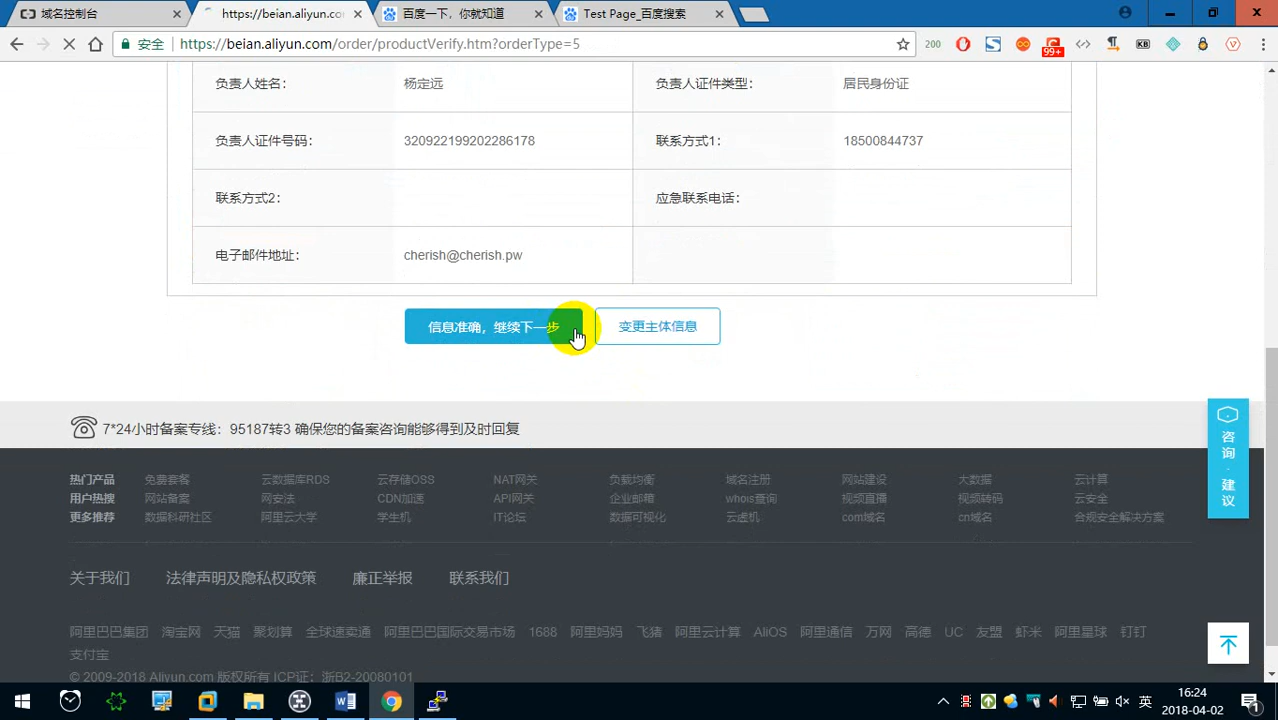 域名控制台
https://beian.aliyun.com
百度一下，你就知道
Test Page_百度搜索
安全
https://beian.aliyun.com/order/productVerify.htm?orderType=5
200
99+
KB
负责人姓名：
杨定远
负责人证件类型：
居民身份证
负责人证件号码：
320922199202286178
联系方式1：
18500844737
联系方式2：
应急联系电话：
电子邮件地址：
cherish@cherish.pw
信息准确，继续下一步
变更主体信息
7*24小时备案专线：95187转3 确保您的备案咨询能够得到及时回复
咨询·建议
热门产品 免费套餐 云数据库RDS 云存储OSS NAT网关 负载均衡 域名注册 网站建设 大数据 云计算
用户热搜 网站备案 网安法 CDN加速 API网关 企业邮箱 whois查询 视频直播 视频转码 云安全
更多推荐 数据科研社区 阿里云大学 学生机 IT论坛 数据可视化 云虚机 com域名 cn域名 合规安全解决方案
关于我们 法律声明及隐私权政策 廉正举报 联系我们
阿里巴巴集团 淘宝网 天猫 聚划算 全球速卖通 阿里巴巴国际交易市场 1688 阿里妈妈 飞猪 阿里云计算 AliOS 阿里通信 万网 高德 UC 友盟 虾米 阿里星球 钉钉
支付宝
© 2009-2018 Aliyun.com 版权所有 ICP证：浙B2-20080101
英
16:24
2018-04-02
1